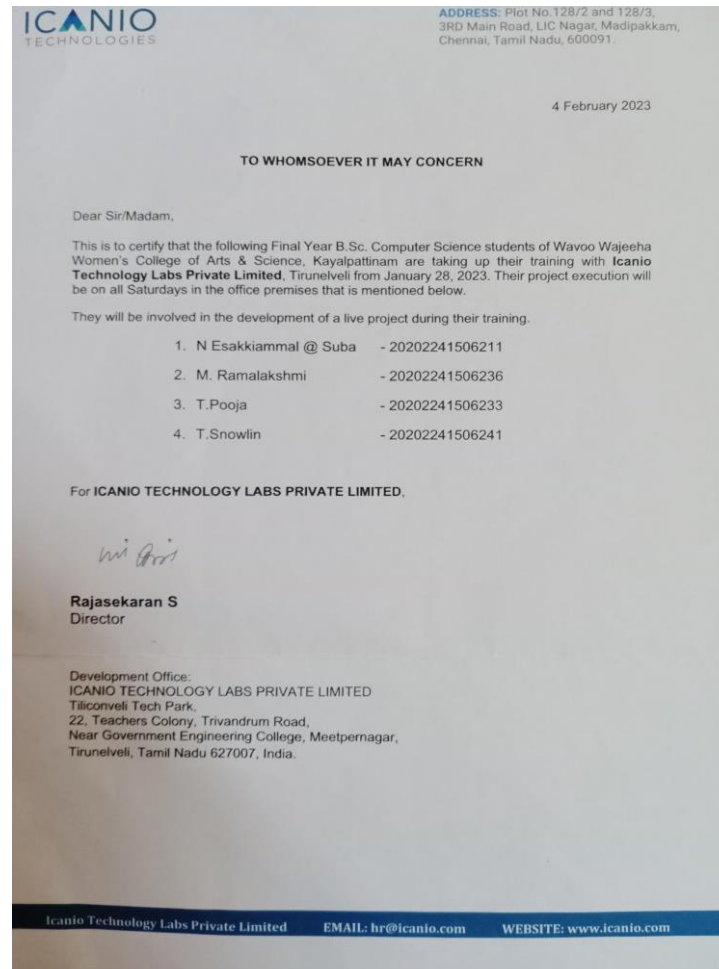 ICANIO
TECHNOLOGIES
ADDRESS: Plot No.128/2 and 128/3,
3RD Main Road, LIC Nagar, Madipakkam,
Chennai, Tamil Nadu, 600091.
4 February 2023
TO WHOMSOEVER IT MAY CONCERN
Dear Sir/Madam,
This is to certify that the following Final Year B.Sc. Computer Science students of Wavoo Wajeeha
Women's College of Arts & Science, Kayalpattinam are taking up their training with Icanio
Technology Labs Private Limited, Tirunelveli from January 28, 2023. Their project execution will
be on all Saturdays in the office premises that is mentioned below.
They will be involved in the development of a live project during their training.
1. N Esakkiammal @ Suba - 20202241506211
2. M. Ramalakshmi - 20202241506236
3. T.Pooja - 20202241506233
4. T.Snowlin - 20202241506241
For ICANIO TECHNOLOGY LABS PRIVATE LIMITED,
Rajasekaran S
Director
Development Office:
ICANIO TECHNOLOGY LABS PRIVATE LIMITED
Tiliconveli Tech Park,
22, Teachers Colony, Trivandrum Road,
Near Government Engineering College, Meetpernagar,
Tirunelveli, Tamil Nadu 627007, India.
Icanio Technology Labs Private Limited EMAIL: hr@icanio.com WEBSITE: www.icanio.com